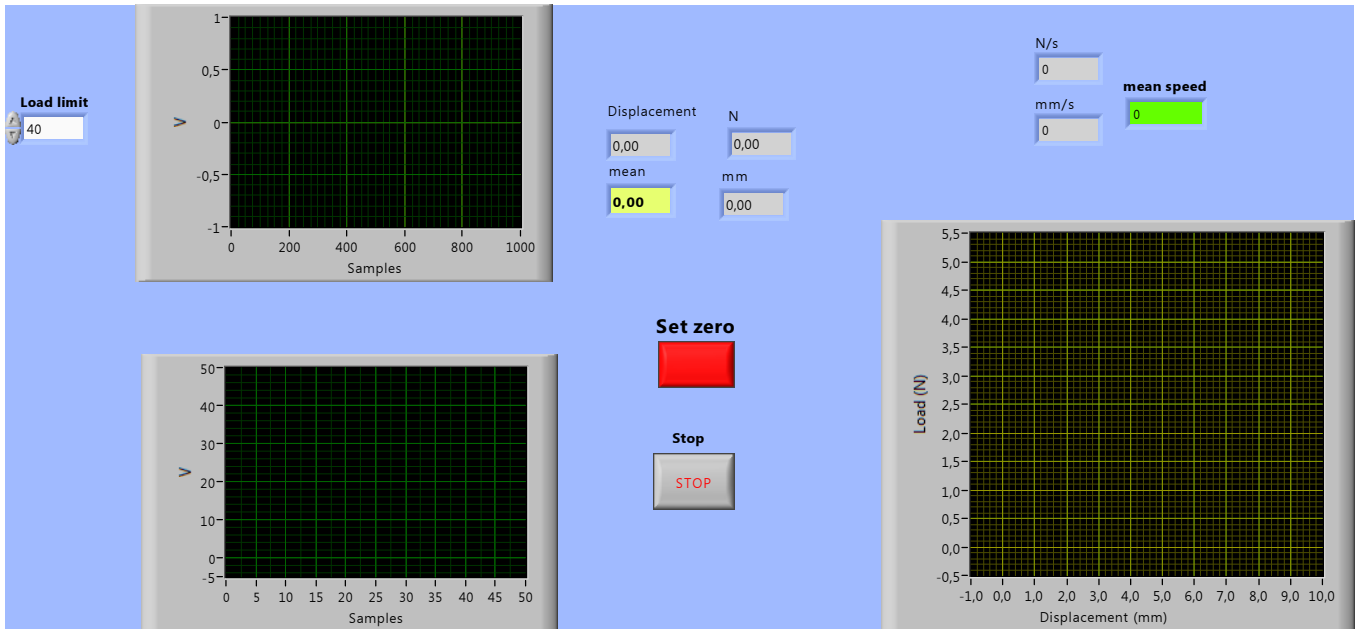 Load limit
40
1
0,5
0
-0,5
-1
V
0 200 400 600 800 1000
Samples
Displacement
0,00
N
0,00
mean
0,00
mm
0,00
N/s
0
mm/s
0
mean speed
0
Set zero
Stop
STOP
50
40
30
20
10
0
-5
V
0 5 10 15 20 25 30 35 40 45 50
Samples
5,5
5,0
4,5
4,0
3,5
3,0
2,5
2,0
1,5
1,0
0,5
0,0
-0,5
Load (N)
-1,0 0,0 1,0 2,0 3,0 4,0 5,0 6,0 7,0 8,0 9,0 10,0
Displacement (mm)